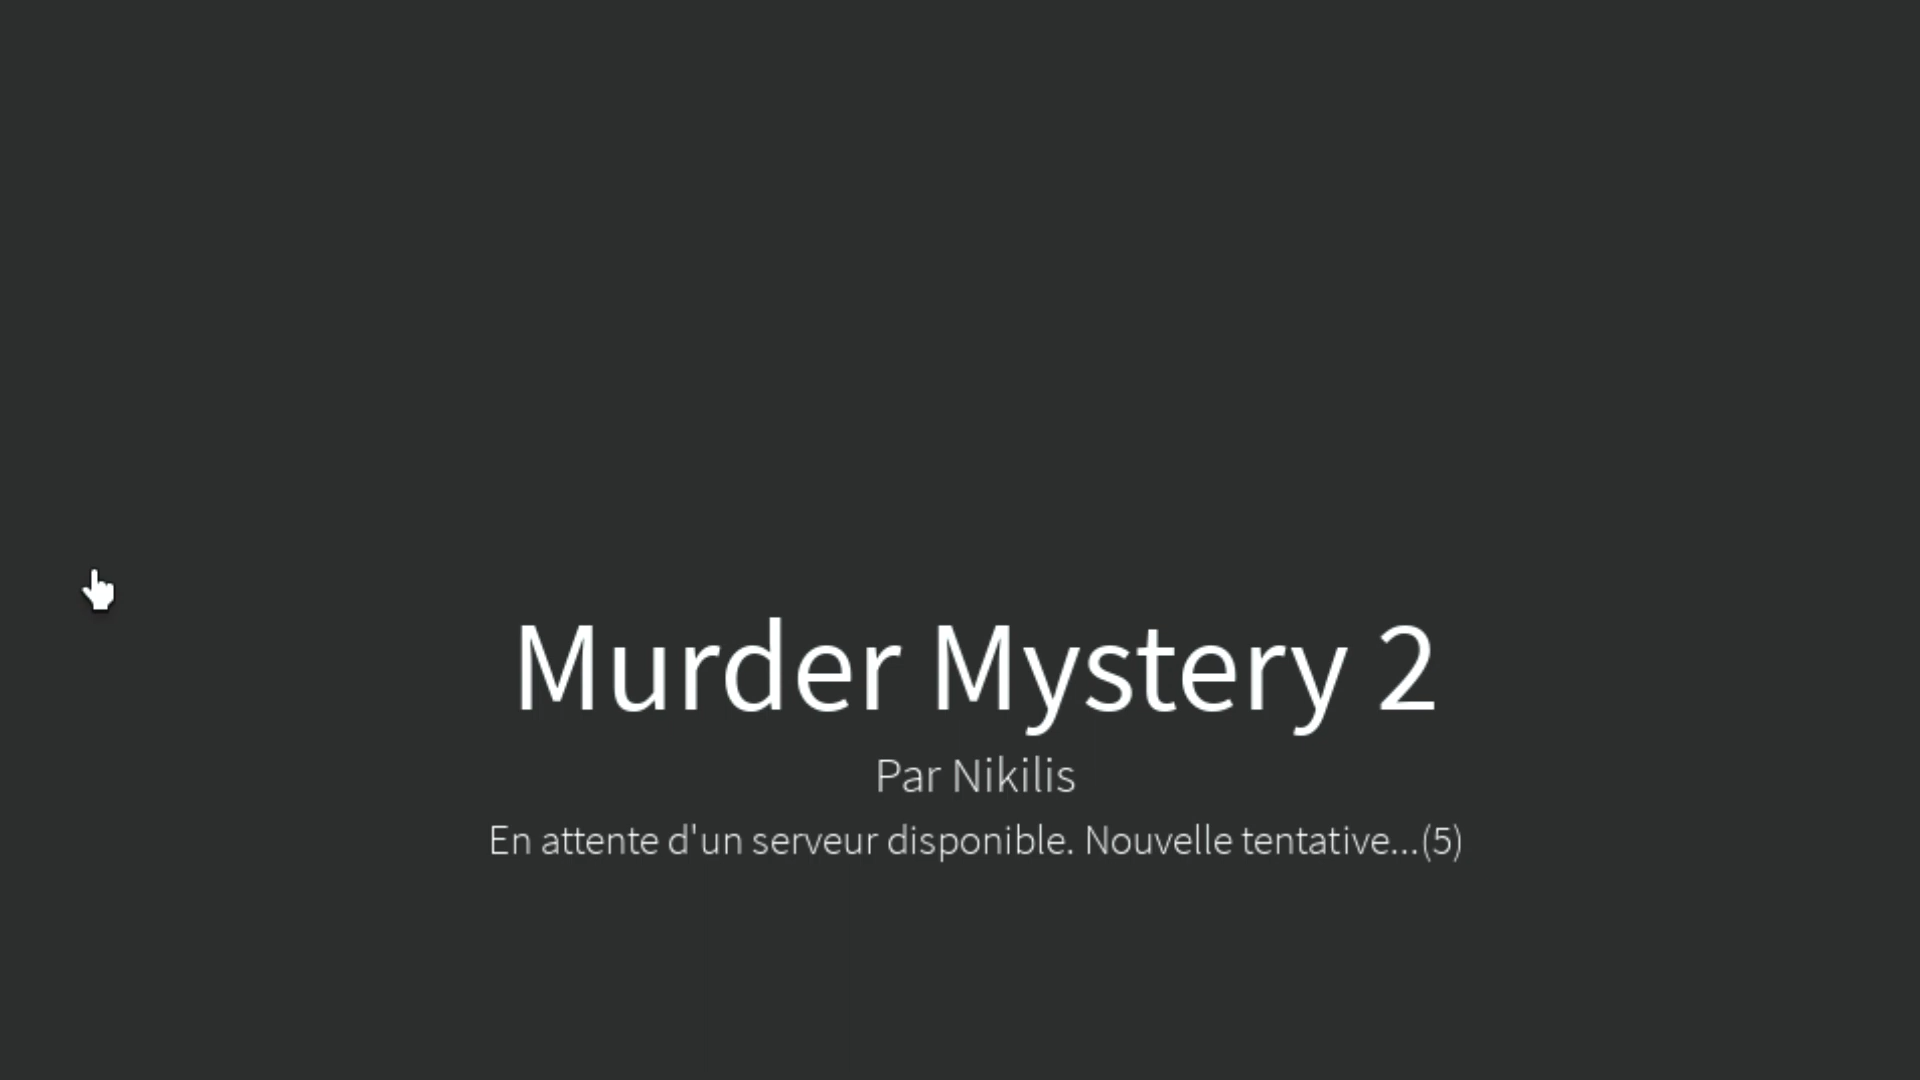 Murder Mystery 2
Par Nikilis
En attente d'un serveur disponible. Nouvelle tentative...(5)